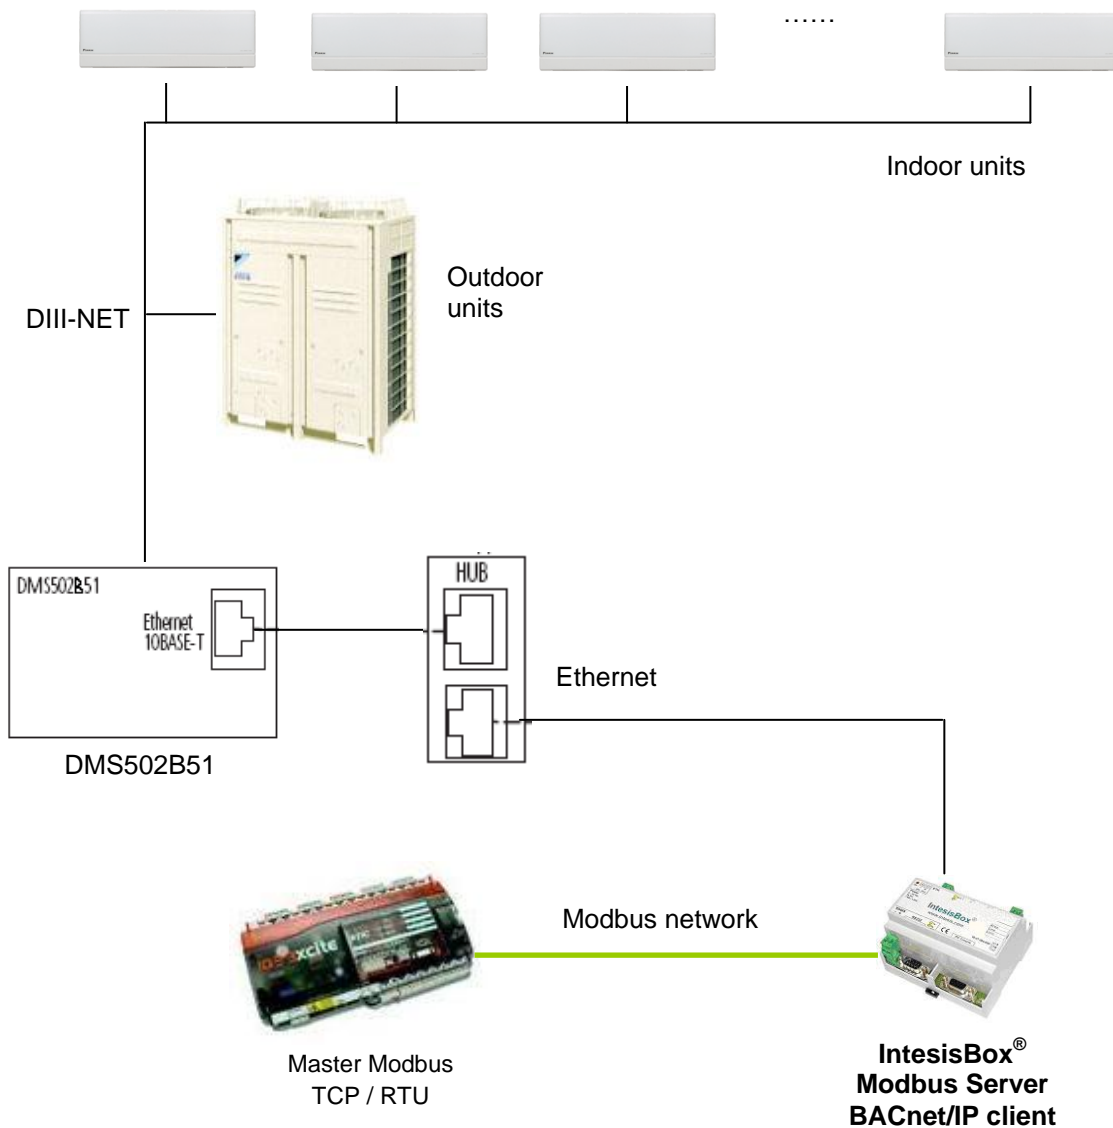 ......
Indoor units
Outdoor
units
DIII-NET
DMS502B51
HUB
Ethernet
10BASE-T
Ethernet
DMS502B51
Modbus network
IntesisBox®
Master Modbus
TCP / RTU
IntesisBox®
Modbus Server
BACnet/IP client